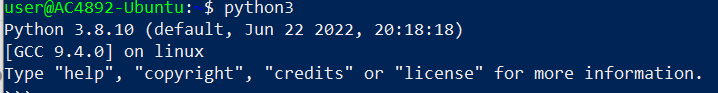 user@AC4892-Ubuntu: $ python3
Python 3.8.10 (default, Jun 22 2022, 20:18:18)
[GCC 9.4.0] on linux
Type "help", "copyright", "credits" or "license" for more information.